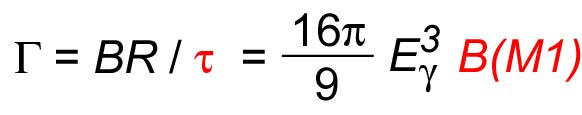 Γ = BR / τ = 16π/9 E_γ^3 B(M1)